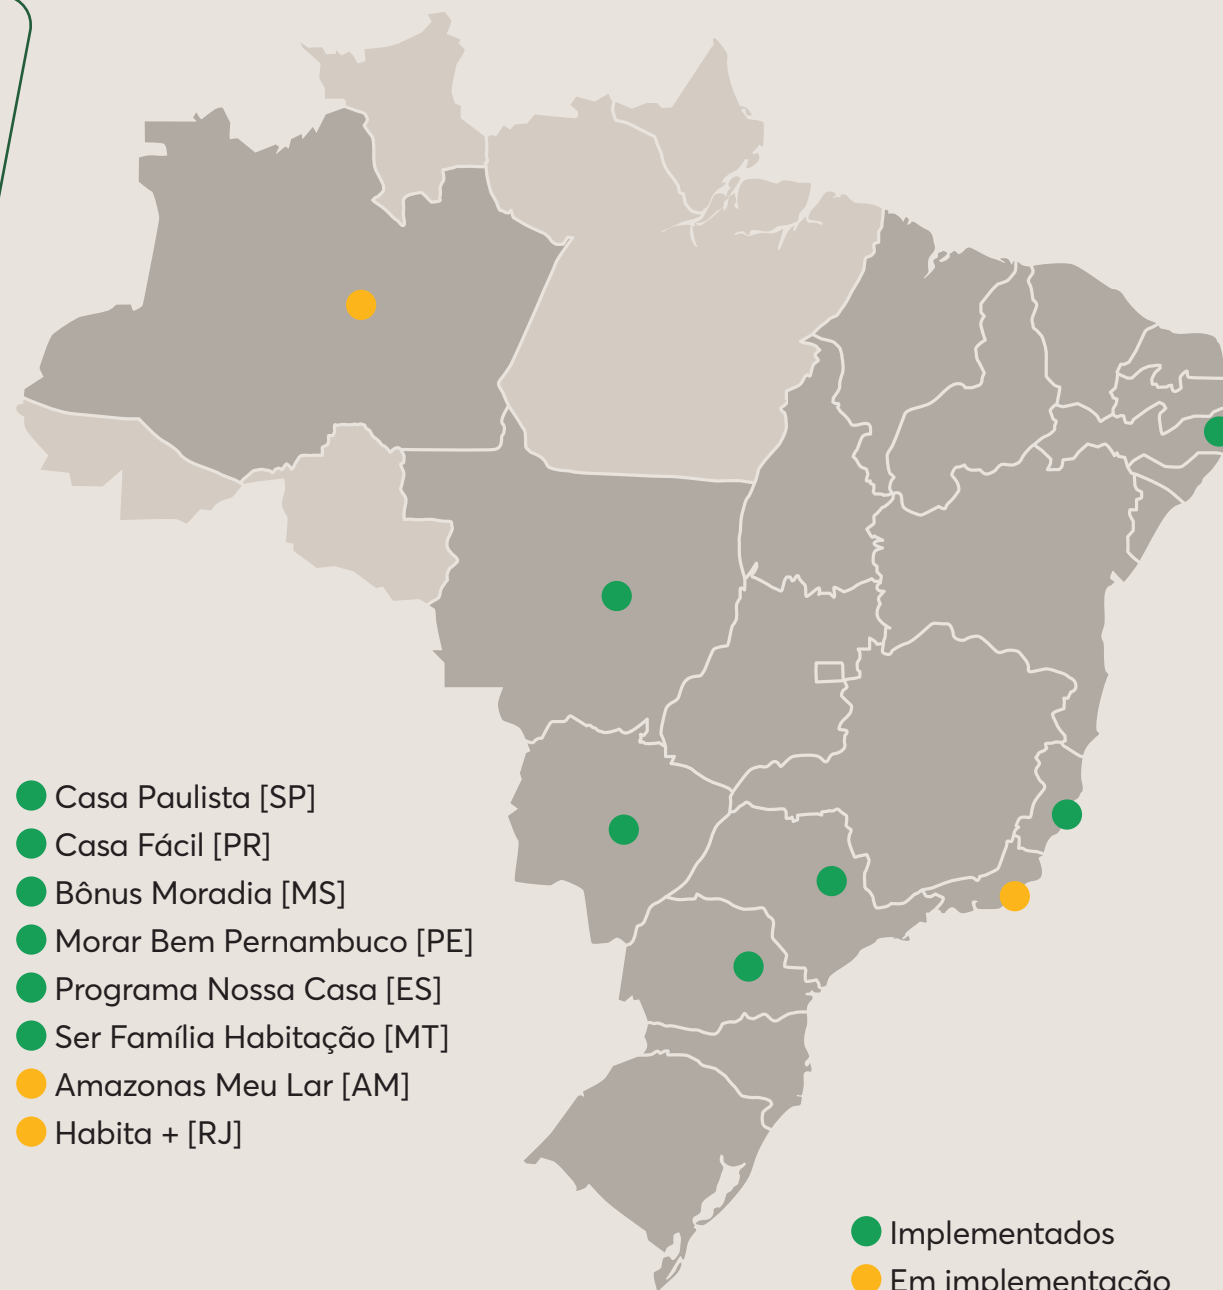 Casa Paulista [SP]
Casa Fácil [PR]
Bônus Moradia [MS]
Morar Bem Pernambuco [PE]
Programa Nossa Casa [ES]
Ser Família Habitação [MT]
Amazonas Meu Lar [AM]
Habita + [RJ]
Implementados
Em implementação